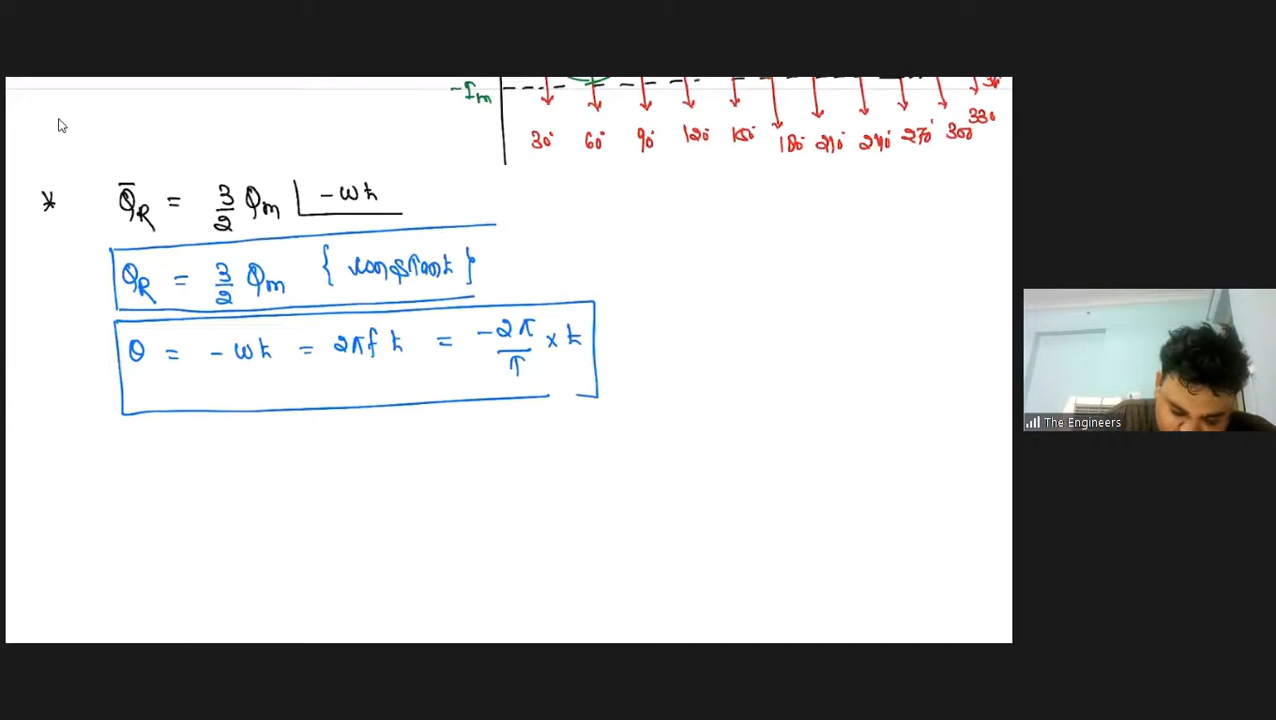 -Im
30° 60° 90° 120° 150° 180° 210° 240° 270° 300° 330°
* φ̄R = 3/2 φm ∠-ωt
φR = 3/2 φm {constant}
θ = -ωt = 2πft = -2π/T × t
The Engineers